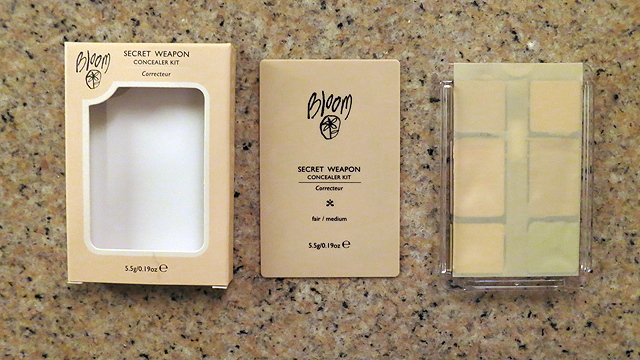 Bloom
SECRET WEAPON
CONCEALER KIT
Correcteur
5.5g/0.19oz ℮
Bloom
SECRET WEAPON
CONCEALER KIT
Correcteur
fair / medium
5.5g/0.19oz ℮